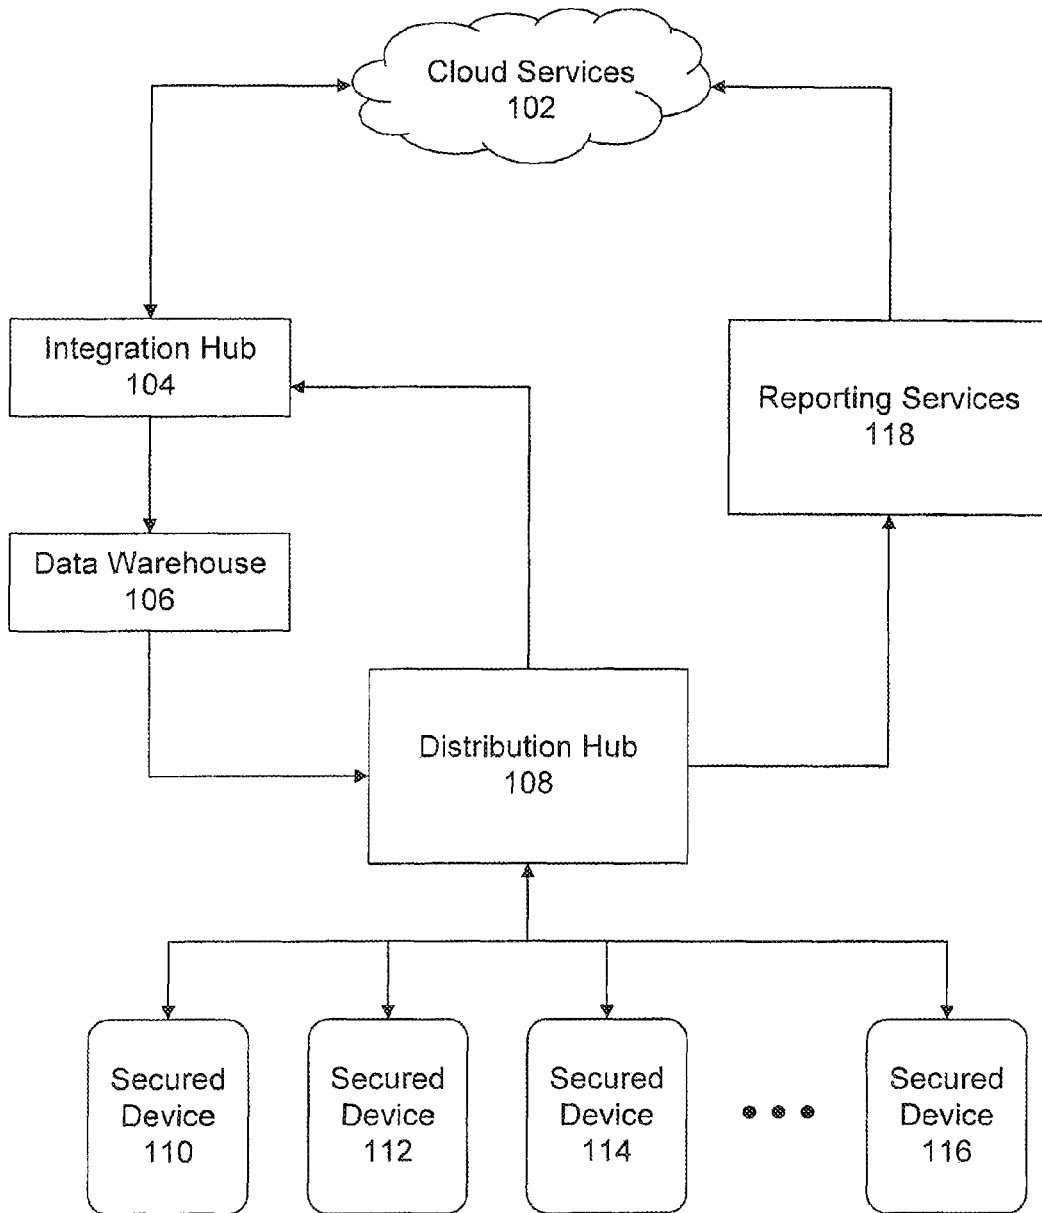 Cloud Services
102
Integration Hub
104
Reporting Services
118
Data Warehouse
106
Distribution Hub
108
Secured
Device
110
Secured
Device
112
Secured
Device
114
Secured
Device
116